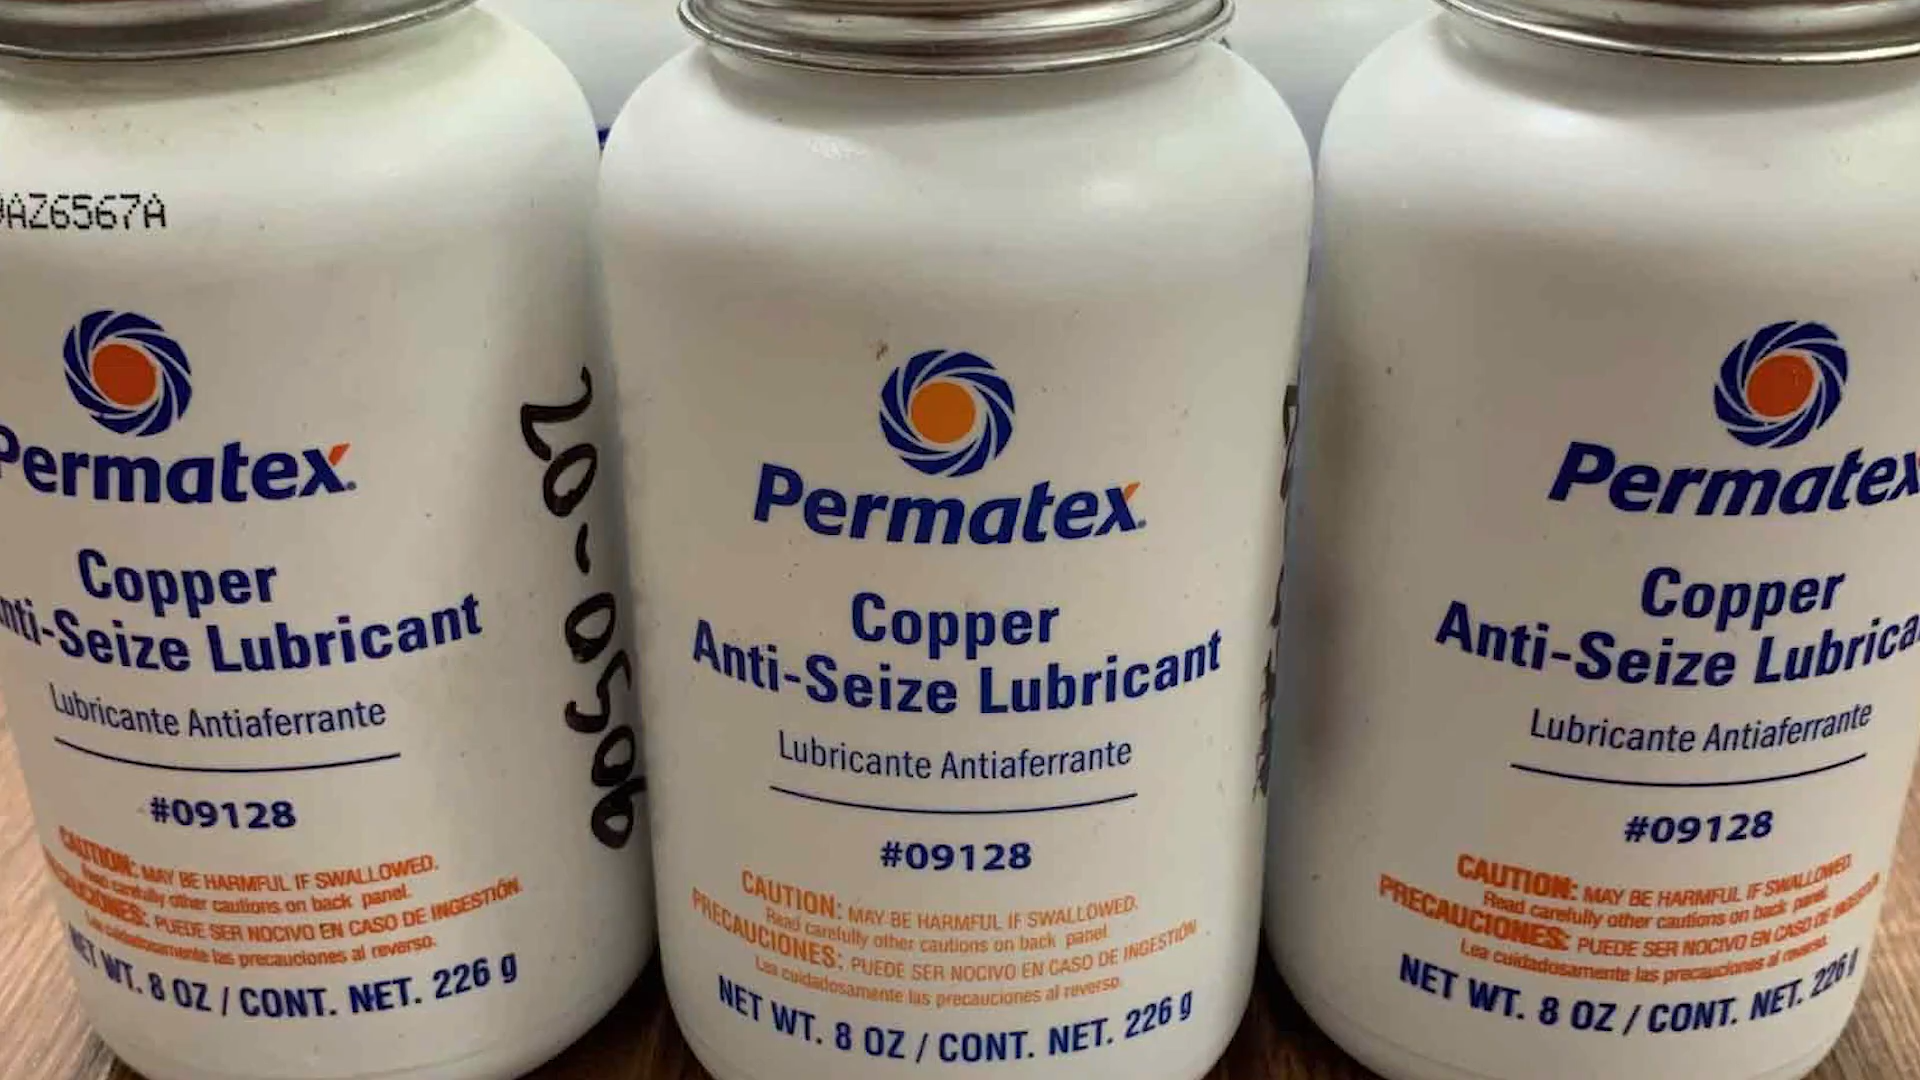 AZ6567A
Permatex
Copper
Anti-Seize Lubricant
Lubricante Antiaferrante
#09128
CAUTION: MAY BE HARMFUL IF SWALLOWED.
Read carefully other cautions on back panel.
PRECAUCIONES: PUEDE SER NOCIVO EN CASO DE INGESTIÓN.
Lea cuidadosamente las precauciones al reverso.
NET WT. 8 OZ / CONT. NET. 226 g
20-0506
Permatex
Copper
Anti-Seize Lubricant
Lubricante Antiaferrante
#09128
CAUTION: MAY BE HARMFUL IF SWALLOWED.
Read carefully other cautions on back panel
PRECAUCIONES: PUEDE SER NOCIVO EN CASO DE INGESTIÓN
Lea cuidadosamente las precauciones al reverso.
NET WT. 8 OZ / CONT. NET. 226 g
Permatex
Copper
Anti-Seize Lubrica
Lubricante Antiaferrante
#09128
CAUTION: MAY BE HARMFUL IF SWALLOWED
Read carefully other cautions on back panel.
PRECAUCIONES: PUEDE SER NOCIVO EN CASO DE INGESTIÓN
Lea cuidadosamente las precauciones al reverso.
NET WT. 8 OZ / CONT. NET. 226 g